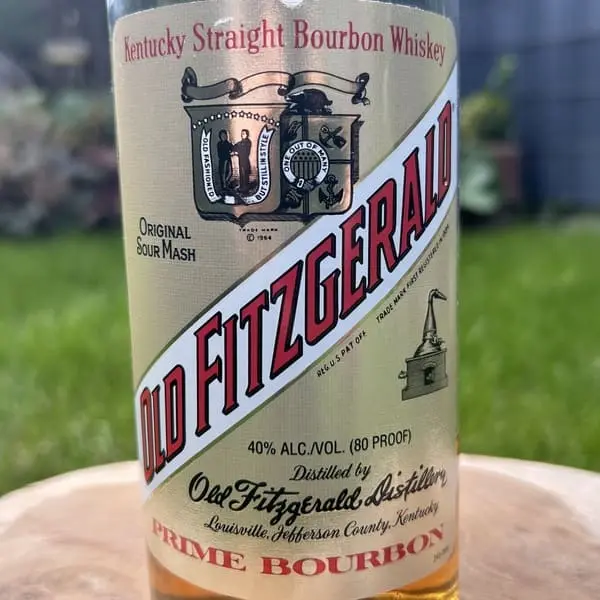 Kentucky Straight Bourbon Whiskey
OLD FASHIONED
BUT STILL IN STYLE
ONE OUT OF MANY
TRADE MARK
© 1964
ORIGINAL
SOUR MASH
OLD FITZGERALD
REG. U.S. PAT. OFF.
TRADE MARK FIRST REGISTERED IN
40% ALC./VOL. (80 PROOF)
Distilled by
Old Fitzgerald Distillery
Louisville, Jefferson County, Kentucky
PRIME BOURBON